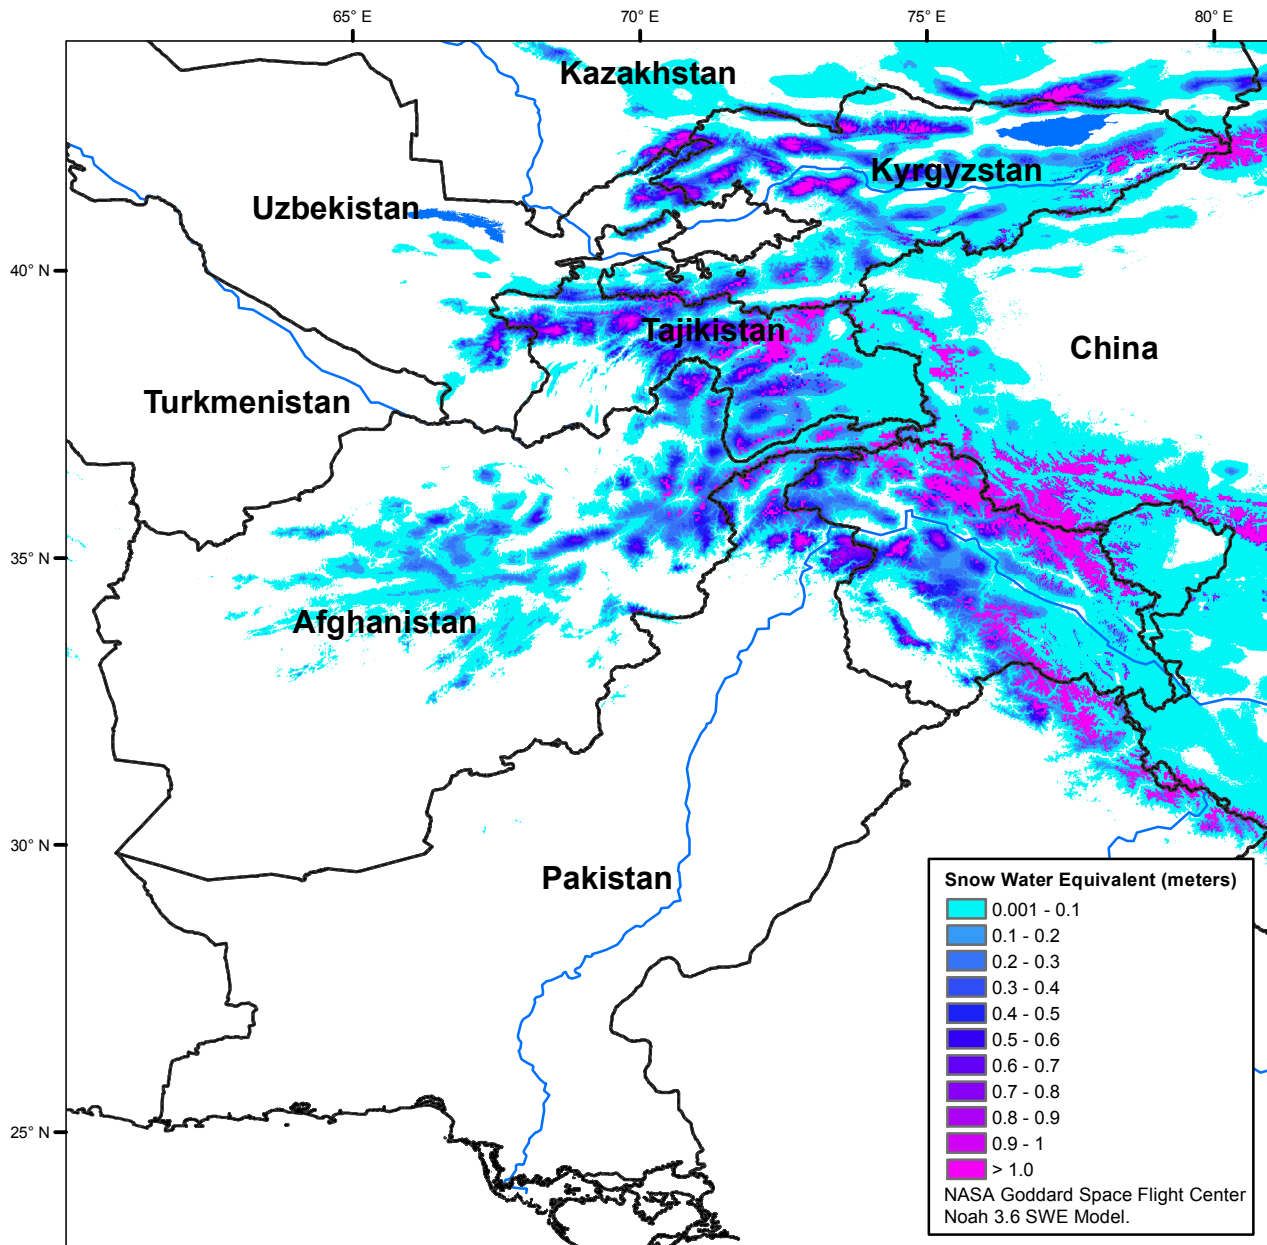 65° E
70° E
75° E
80° E
Kazakhstan
Kyrgyzstan
Uzbekistan
40° N
Tajikistan
China
Turkmenistan
35° N
Afghanistan
30° N
Pakistan
Snow Water Equivalent (meters)
0.001 - 0.1
0.1 - 0.2
0.2 - 0.3
0.3 - 0.4
0.4 - 0.5
0.5 - 0.6
0.6 - 0.7
0.7 - 0.8
0.8 - 0.9
0.9 - 1
> 1.0
25° N
NASA Goddard Space Flight Center
Noah 3.6 SWE Model.